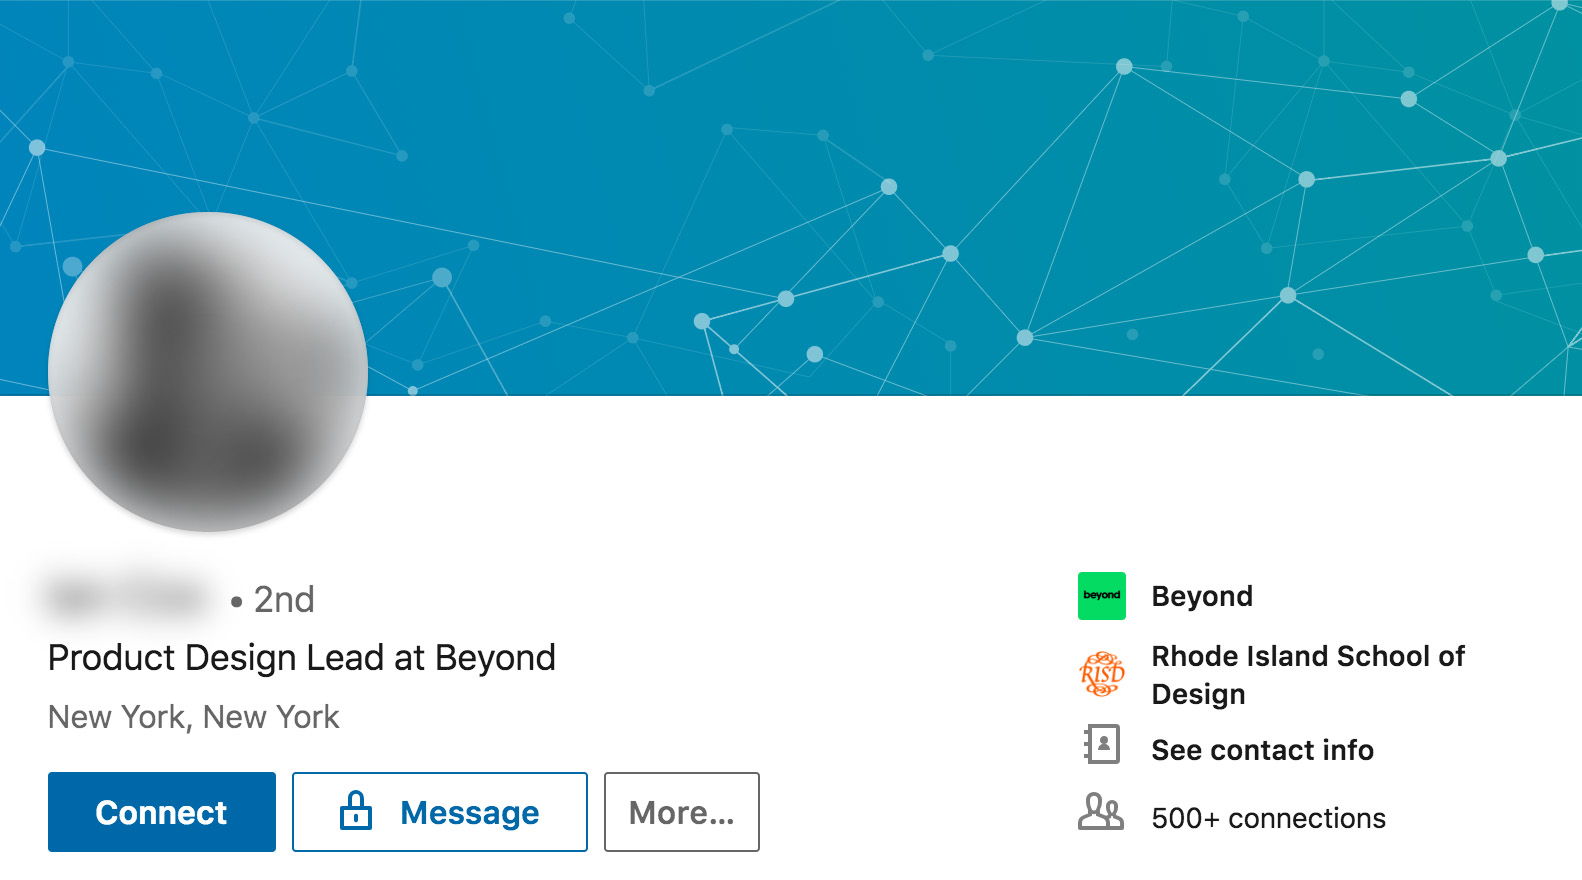 • 2nd
Product Design Lead at Beyond
New York, New York
Connect
Message
More...
beyond
Beyond
RISD
Rhode Island School of
Design
See contact info
500+ connections